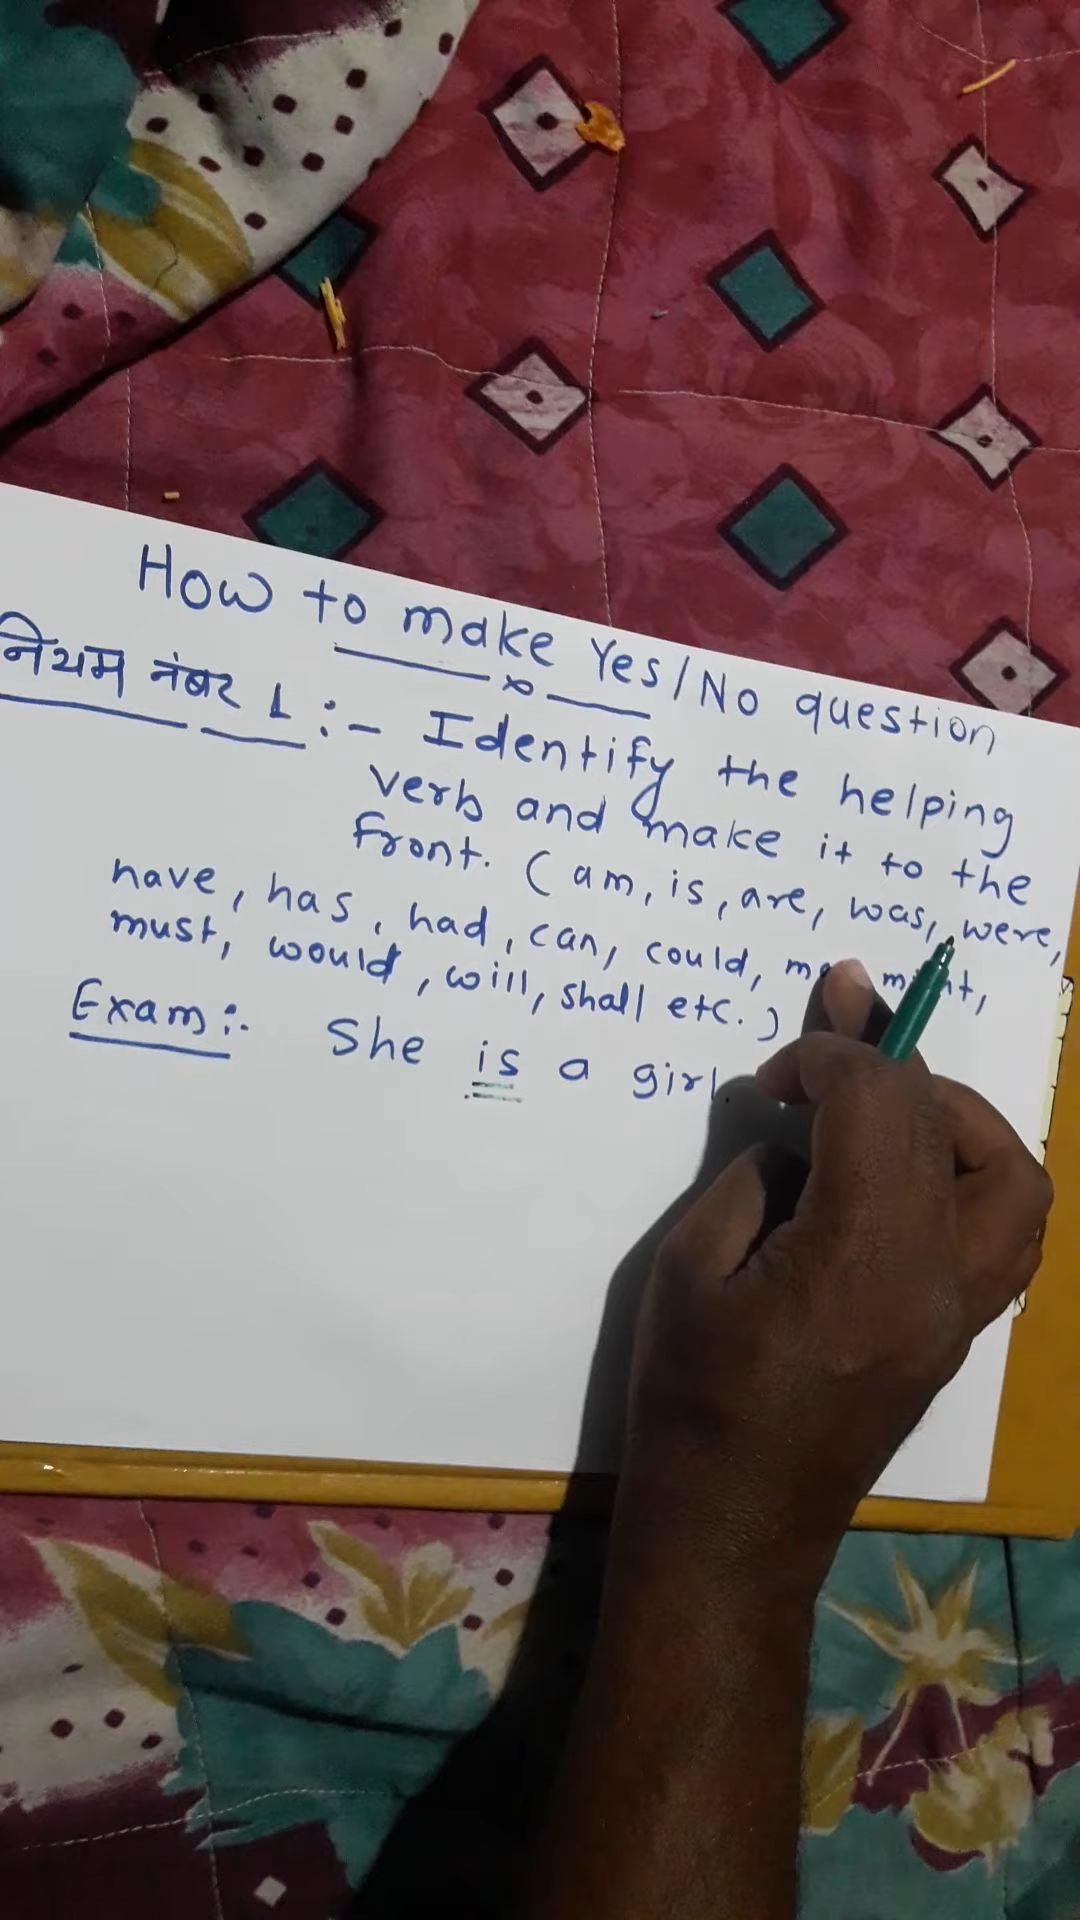 How to make Yes/No question
नियम नंबर 1 :- Identify the helping
verb and make it to the
front. (am, is, are, was, were,
have, has, had, can, could,
must, would, will, shall etc.)
Exam:- She is a girl